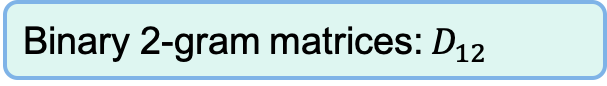 Binary 2-gram matrices: D₁₂